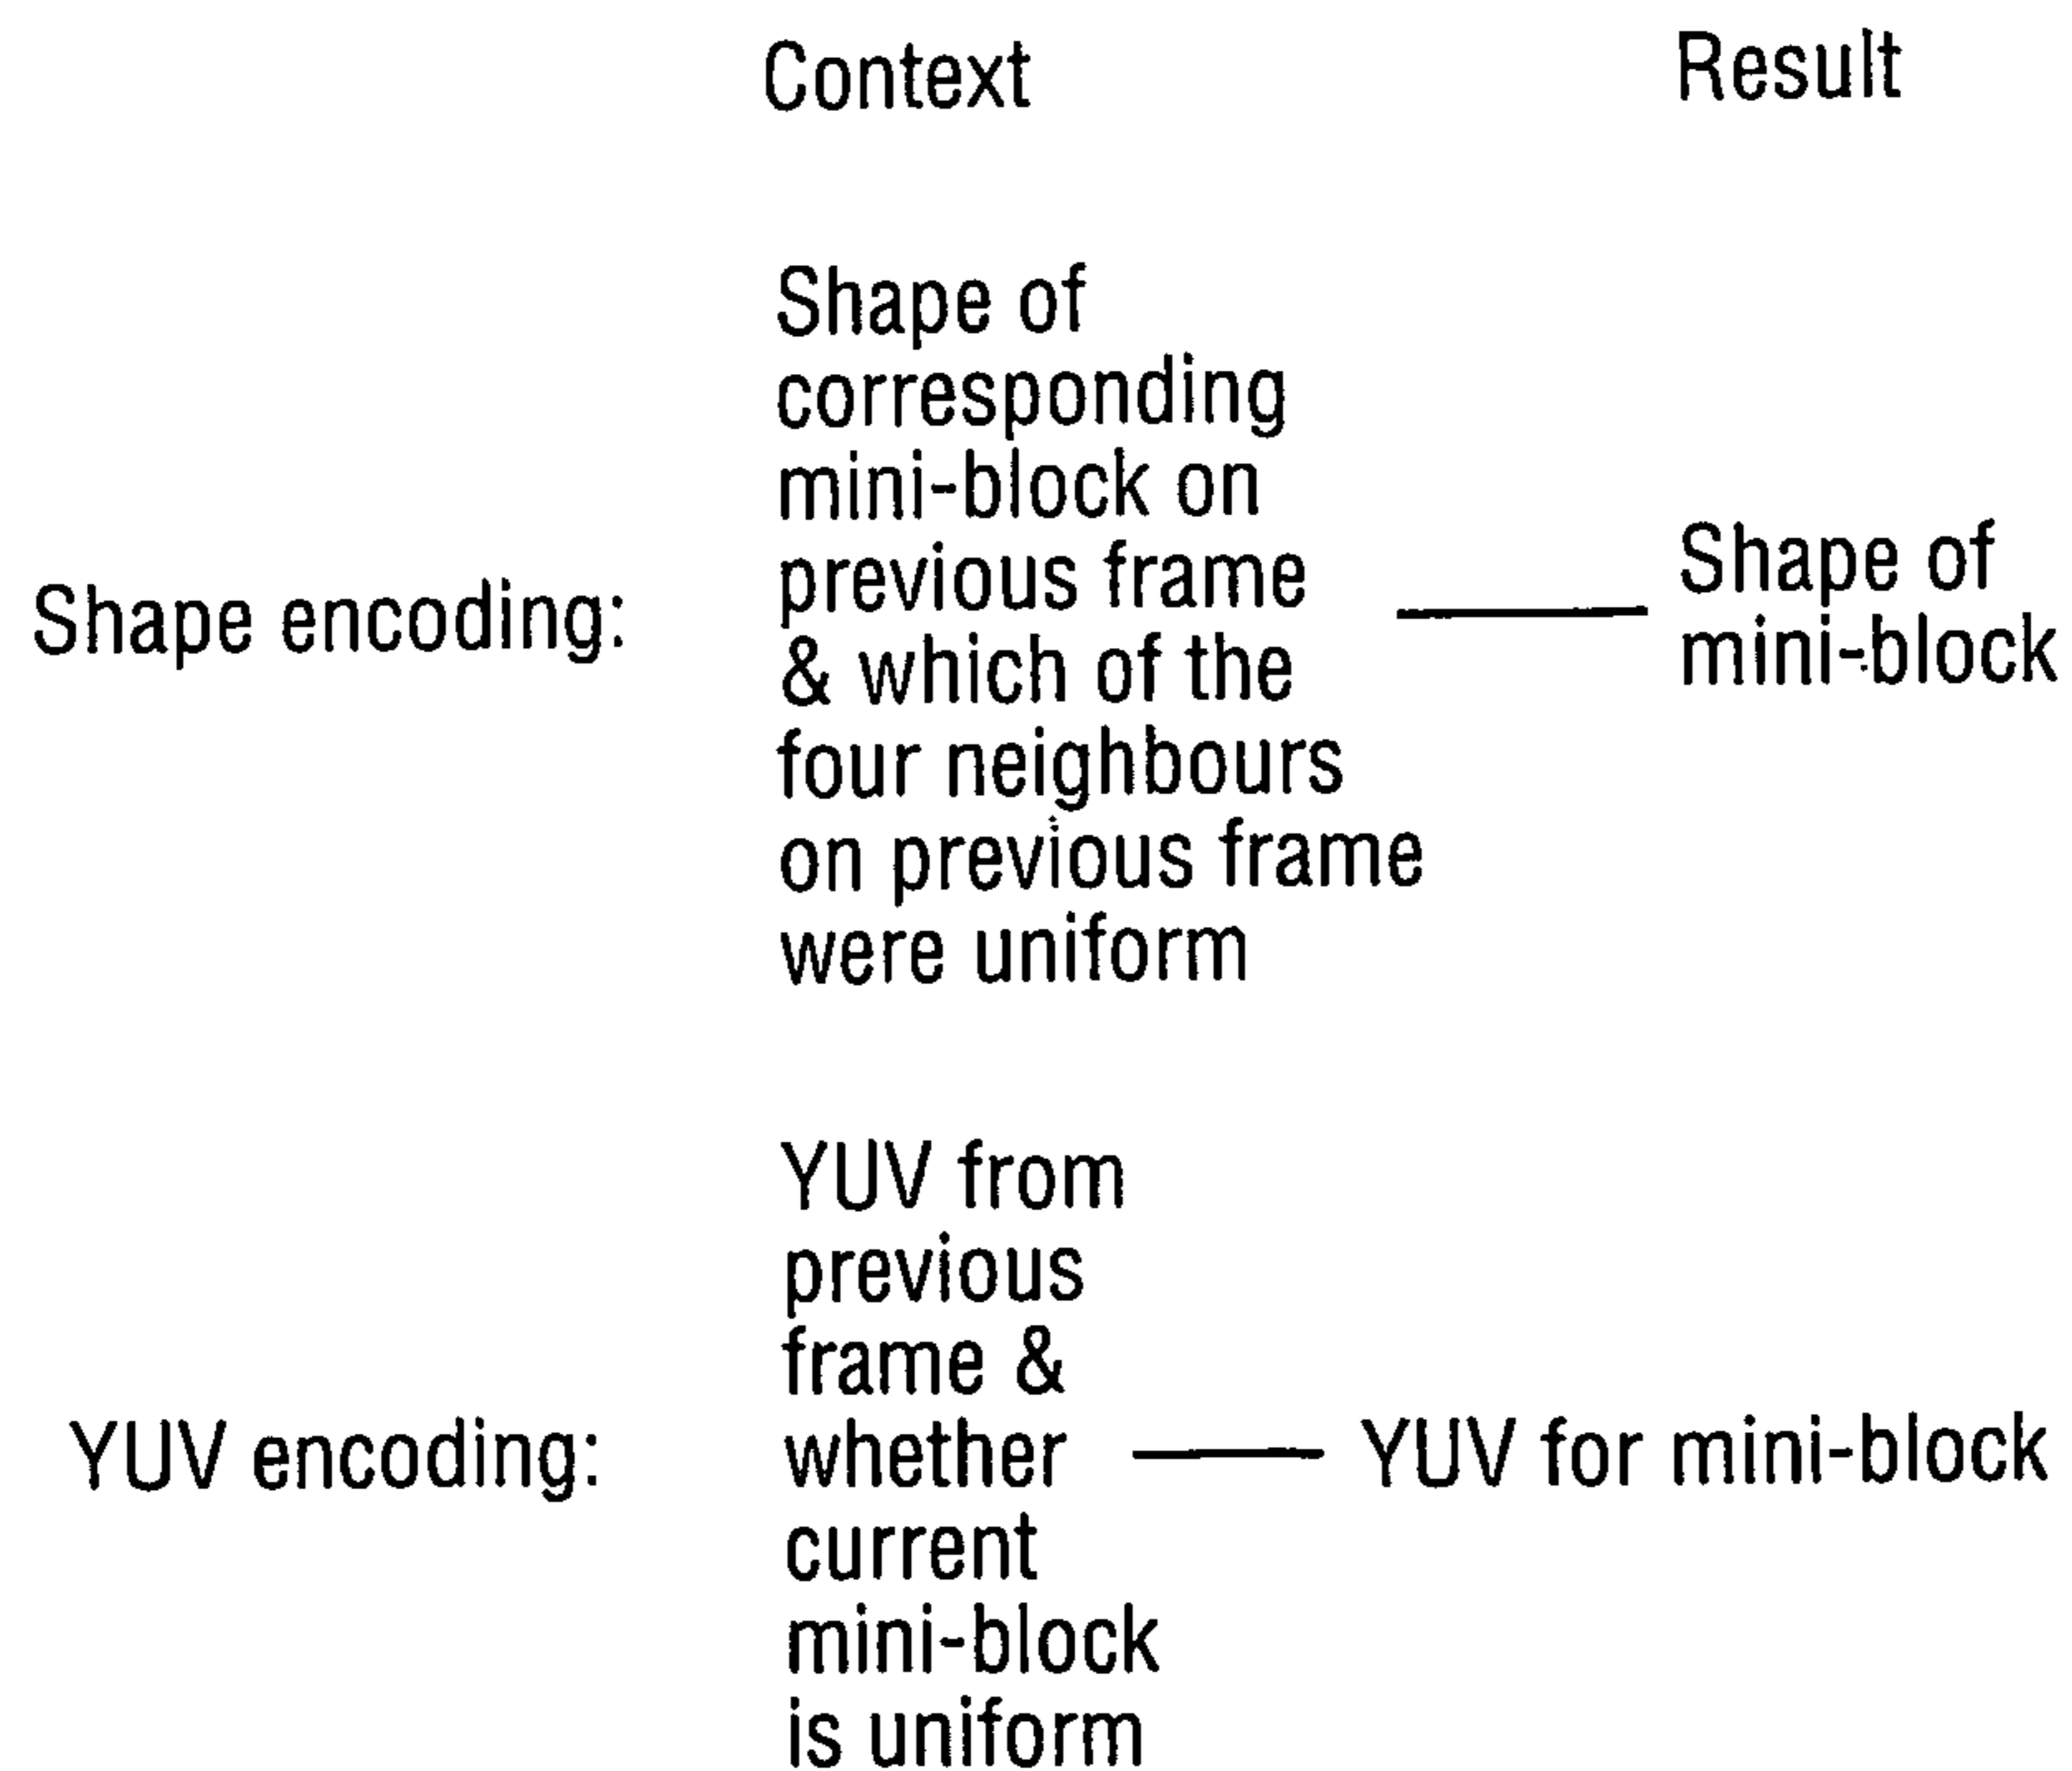 Context Result
Shape of
corresponding
mini-block on
previous frame
& which of the
four neighbours
on previous frame
were uniform
Shape encoding:
Shape of
mini-block
YUV from
previous
frame &
whether
current
mini-block
is uniform
YUV encoding:
YUV for mini-block